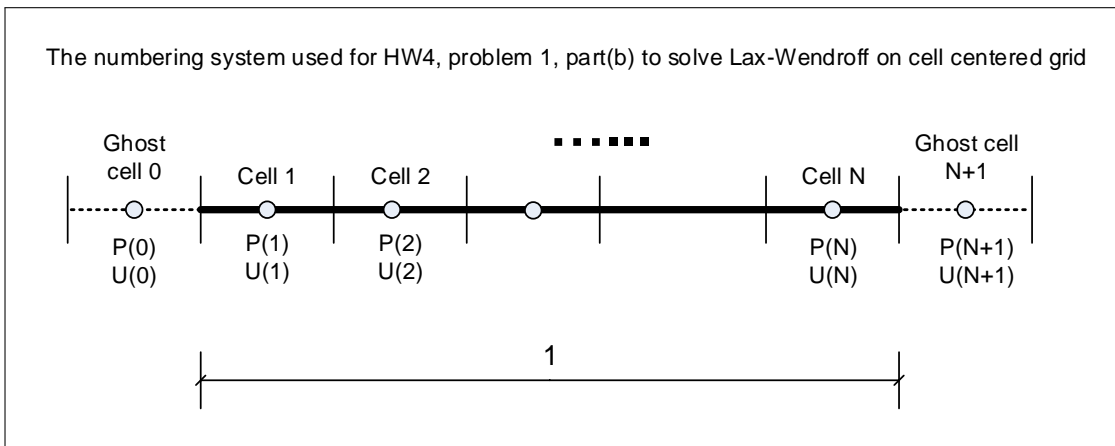 The numbering system used for HW4, problem 1, part(b) to solve Lax-Wendroff on cell centered grid
Ghost
cell 0
Cell 1
Cell 2
Cell N
Ghost cell
N+1
P(0)
U(0)
P(1)
U(1)
P(2)
U(2)
P(N)
U(N)
P(N+1)
U(N+1)
1